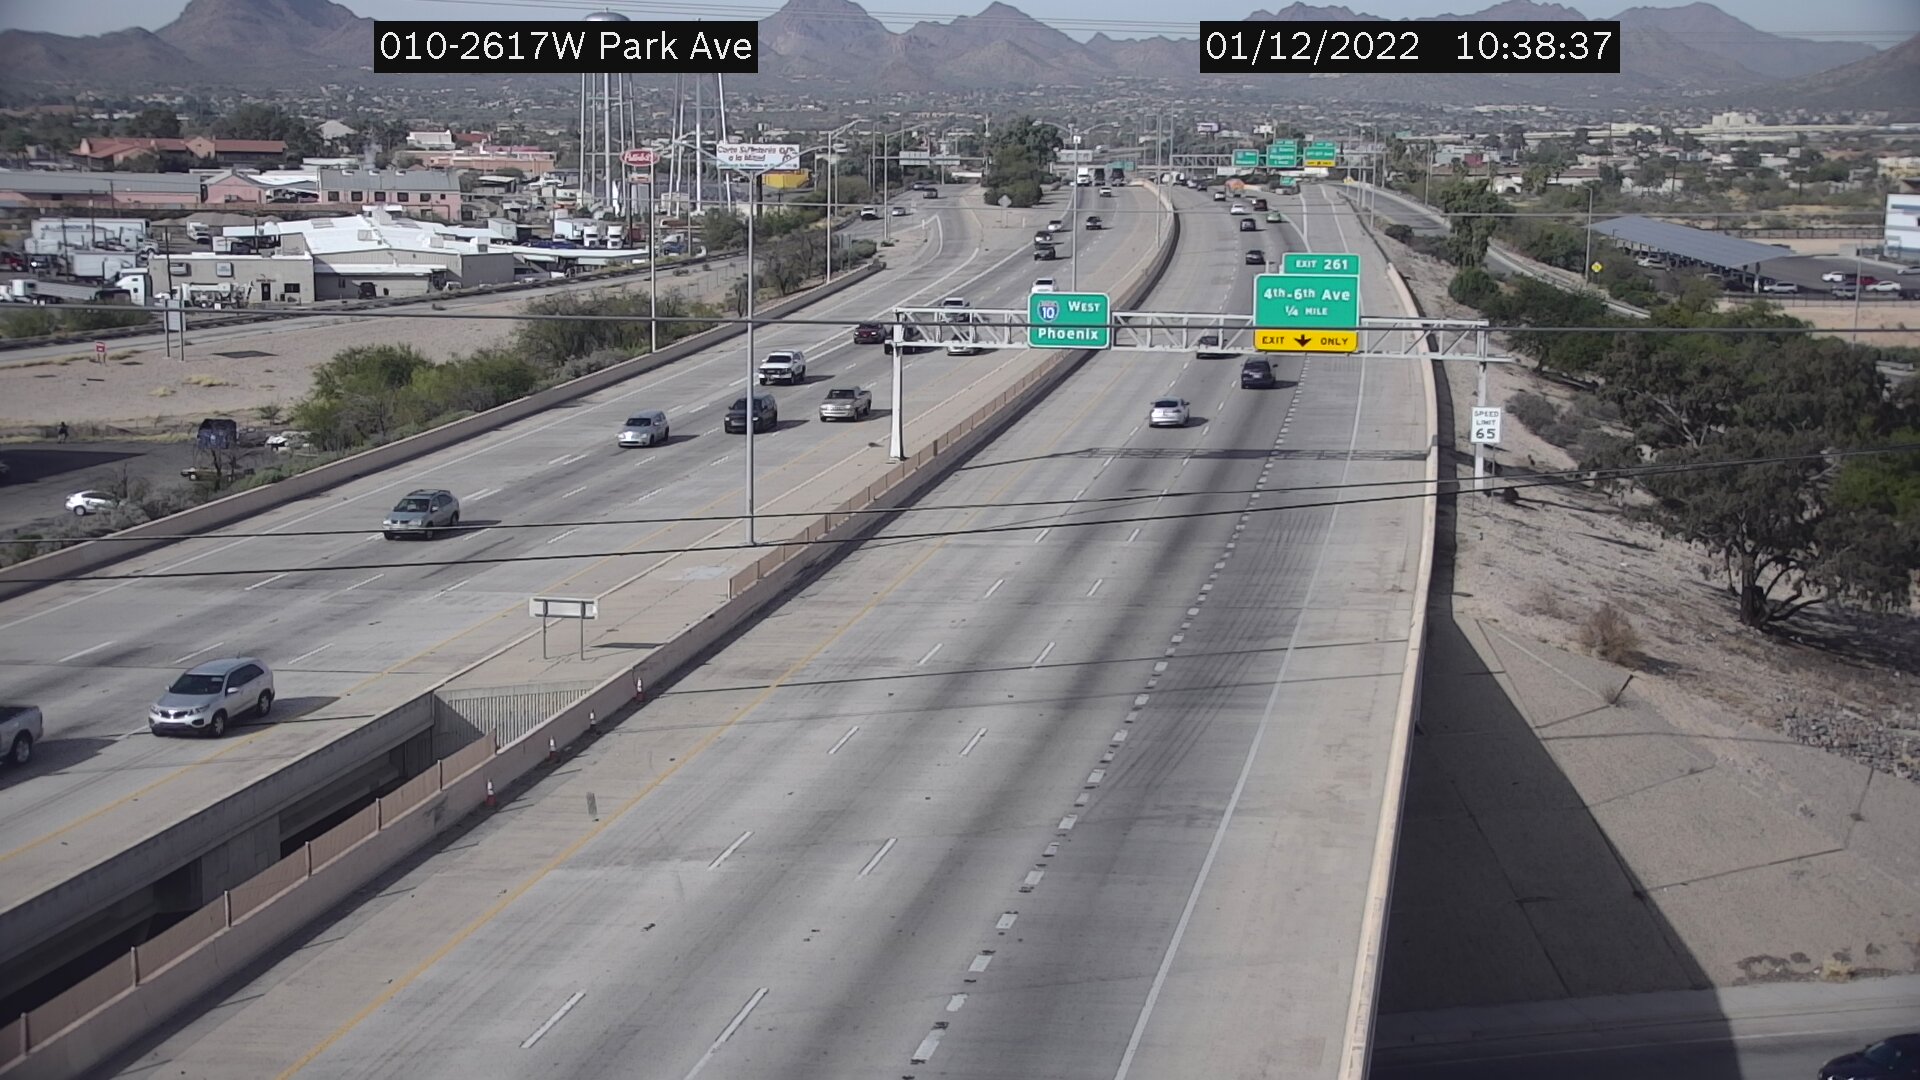 010-2617W Park Ave
01/12/2022 10:38:37
EXIT 261
4th-6th Ave
1/4 MILE
EXIT ONLY
10 WEST
Phoenix
SPEED
LIMIT
65